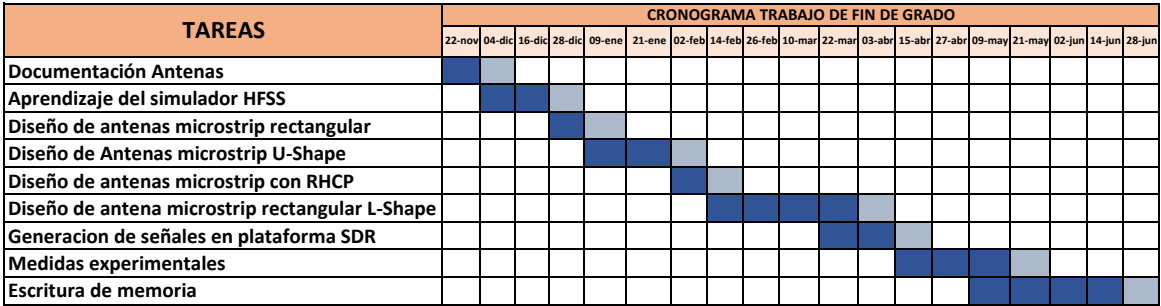 TAREAS
CRONOGRAMA TRABAJO DE FIN DE GRADO
22-nov 04-dic 16-dic 28-dic 09-ene 21-ene 02-feb 14-feb 26-feb 10-mar 22-mar 03-abr 15-abr 27-abr 09-may 21-may 02-jun 14-jun 28-jun
Documentación Antenas
Aprendizaje del simulador HFSS
Diseño de antenas microstrip rectangular
Diseño de Antenas microstrip U-Shape
Diseño de antenas microstrip con RHCP
Diseño de antena microstrip rectangular L-Shape
Generacion de señales en plataforma SDR
Medidas experimentales
Escritura de memoria